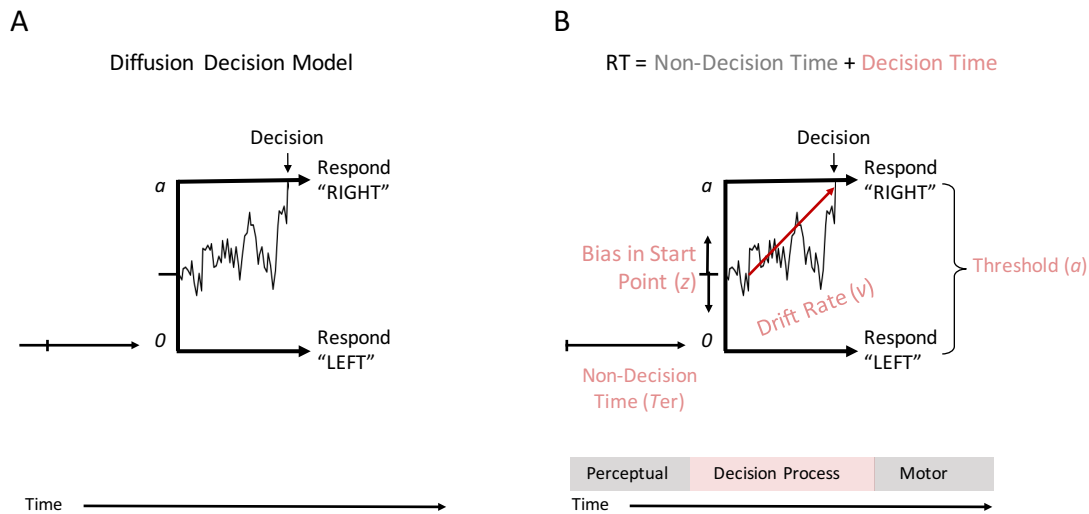 A
Diffusion Decision Model
Decision
a
Respond
“RIGHT”
0
Respond
“LEFT”
Time
B
RT = Non-Decision Time + Decision Time
Decision
a
Respond
“RIGHT”
Bias in Start
Point (z)
Drift Rate (v)
Threshold (a)
0
Respond
“LEFT”
Non-Decision
Time (Ter)
Perceptual
Decision Process
Motor
Time